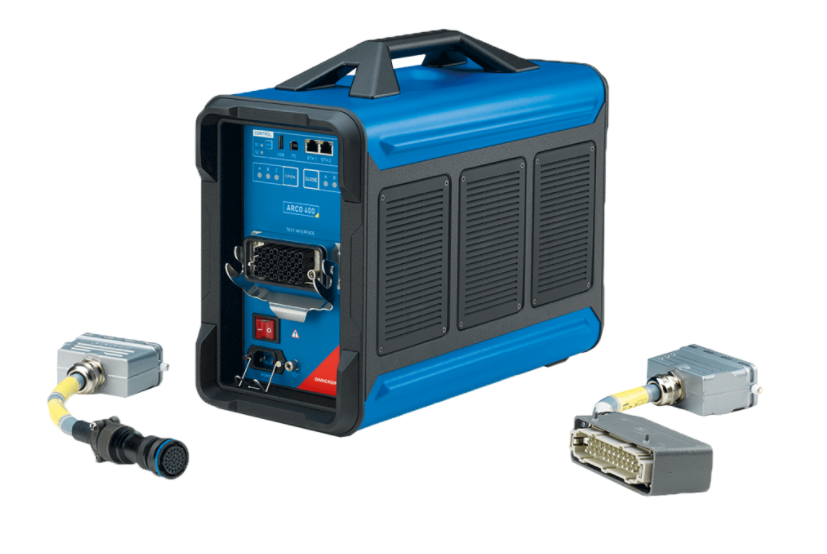 CONTROL
USB
ETH 1 ETH 2
OPEN
CLOSE
ARCO 400
TEST INTERFACE
OMICRON